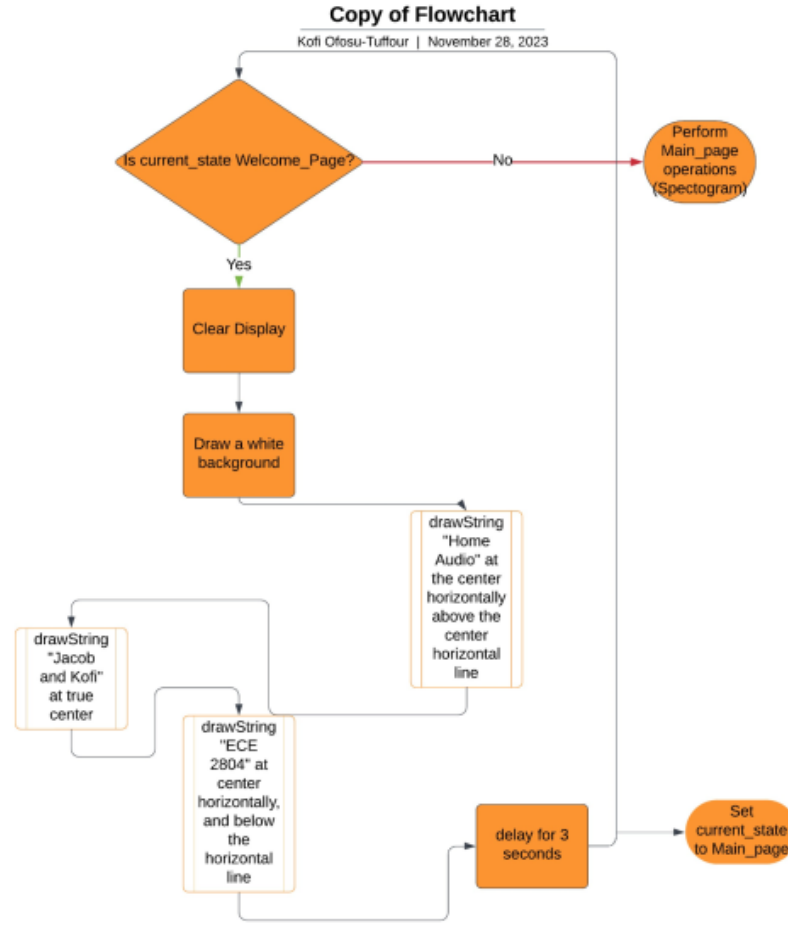 Copy of Flowchart
Kofi Ofosu-Tuffour | November 28, 2023
Is current_state Welcome_Page?
No
Perform
Main_page
operations
(Spectogram)
Yes
Clear Display
Draw a white
background
drawString
"Home
Audio" at
the center
horizontally
above the
center
horizontal
line
drawString
"Jacob
and Kofi"
at true
center
drawString
"ECE
2804" at
center
horizontally,
and below
the
horizontal
line
delay for 3
seconds
Set
current_state
to Main_page